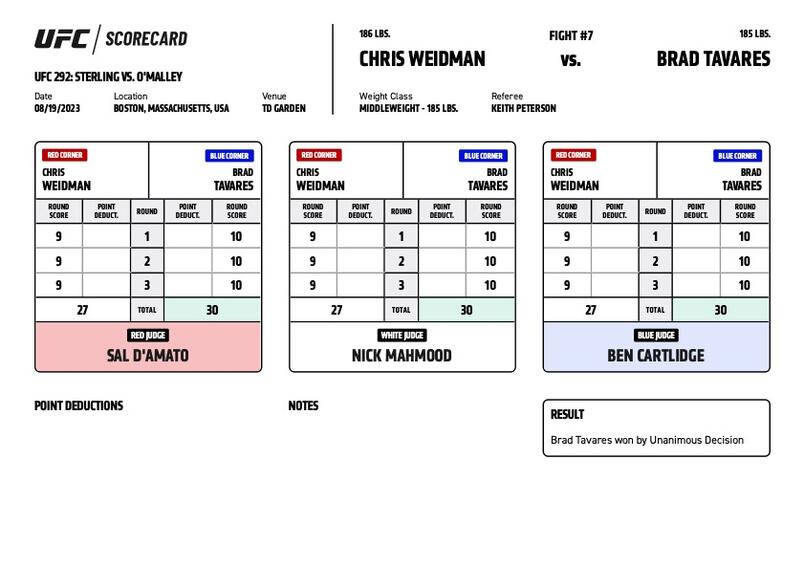 UFC / SCORECARD
UFC 292: STERLING VS. O'MALLEY
Date Location Venue
08/19/2023 BOSTON, MASSACHUSETTS, USA TD GARDEN
186 LBS. FIGHT #7 185 LBS.
CHRIS WEIDMAN VS. BRAD TAVARES
Weight Class Referee
MIDDLEWEIGHT - 185 LBS. KEITH PETERSON
RED CORNER BLUE CORNER
CHRIS BRAD
WEIDMAN TAVARES
ROUND SCORE POINT DEDUCT. ROUND POINT DEDUCT. ROUND SCORE
9 1 10
9 2 10
9 3 10
27 TOTAL 30
RED JUDGE
SAL D'AMATO
RED CORNER BLUE CORNER
CHRIS BRAD
WEIDMAN TAVARES
ROUND SCORE POINT DEDUCT. ROUND POINT DEDUCT. ROUND SCORE
9 1 10
9 2 10
9 3 10
27 TOTAL 30
WHITE JUDGE
NICK MAHMOOD
RED CORNER BLUE CORNER
CHRIS BRAD
WEIDMAN TAVARES
ROUND SCORE POINT DEDUCT. ROUND POINT DEDUCT. ROUND SCORE
9 1 10
9 2 10
9 3 10
27 TOTAL 30
BLUE JUDGE
BEN CARTLIDGE
POINT DEDUCTIONS
NOTES
RESULT
Brad Tavares won by Unanimous Decision